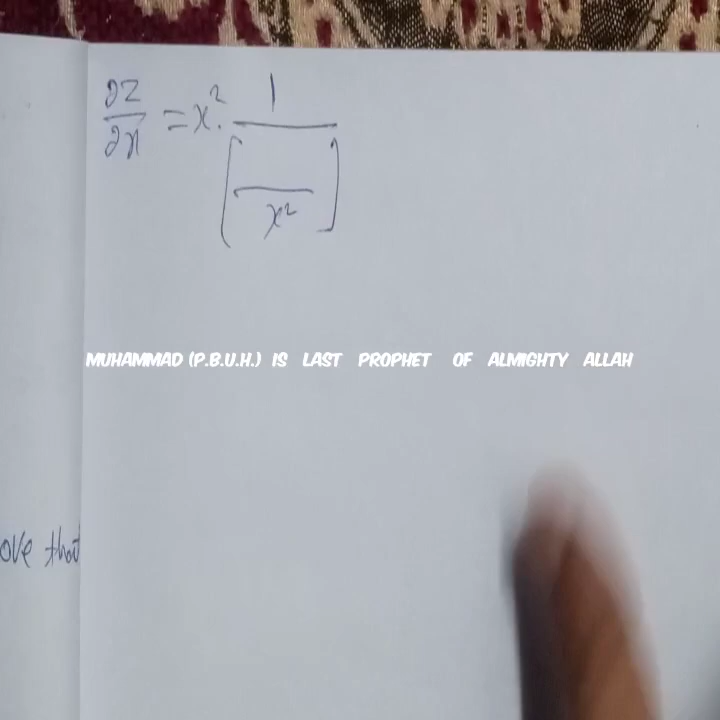 ∂z/∂x = x². 1/[ /x²]
MUHAMMAD (P.B.U.H.) IS LAST PROPHET OF ALMIGHTY ALLAH
ove that